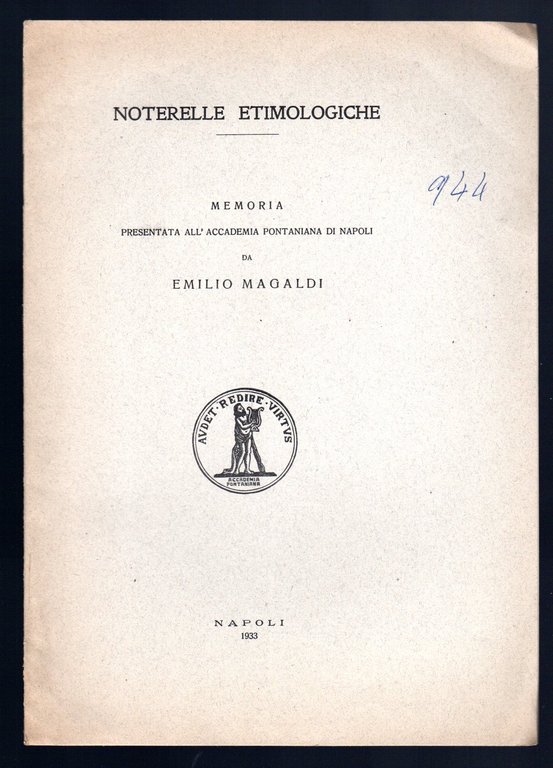 NOTERELLE ETIMOLOGICHE
944
MEMORIA
PRESENTATA ALL' ACCADEMIA PONTANIANA DI NAPOLI
DA
EMILIO MAGALDI
AVDET · REDIRE · VIRTVS
ACCADEMIA
PONTANIANA
NAPOLI
1933